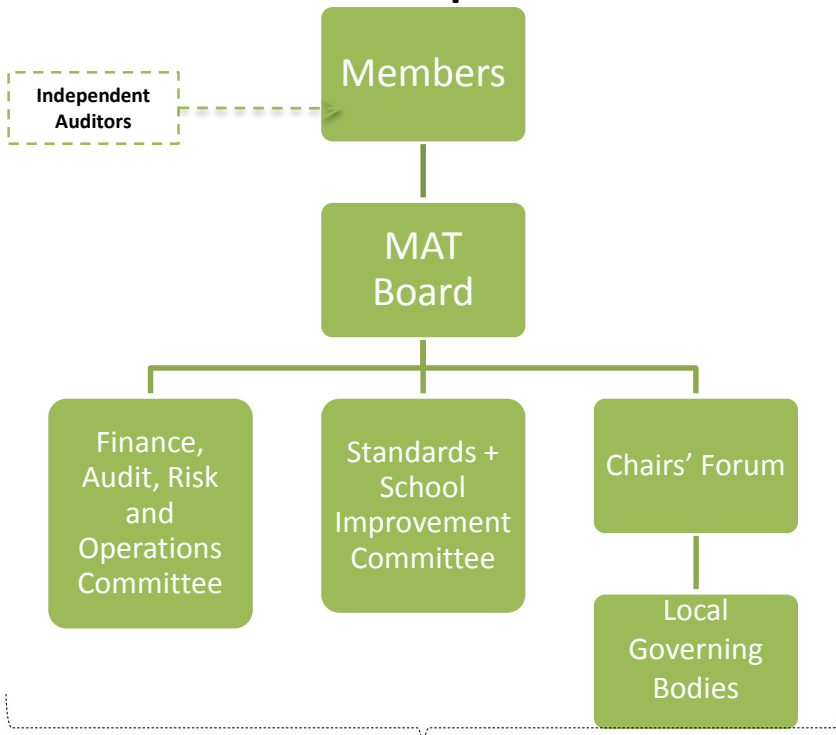 Members
Independent
Auditors
MAT
Board
Finance,
Audit, Risk
and
Operations
Committee
Standards +
School
Improvement
Committee
Chairs’ Forum
Local
Governing
Bodies